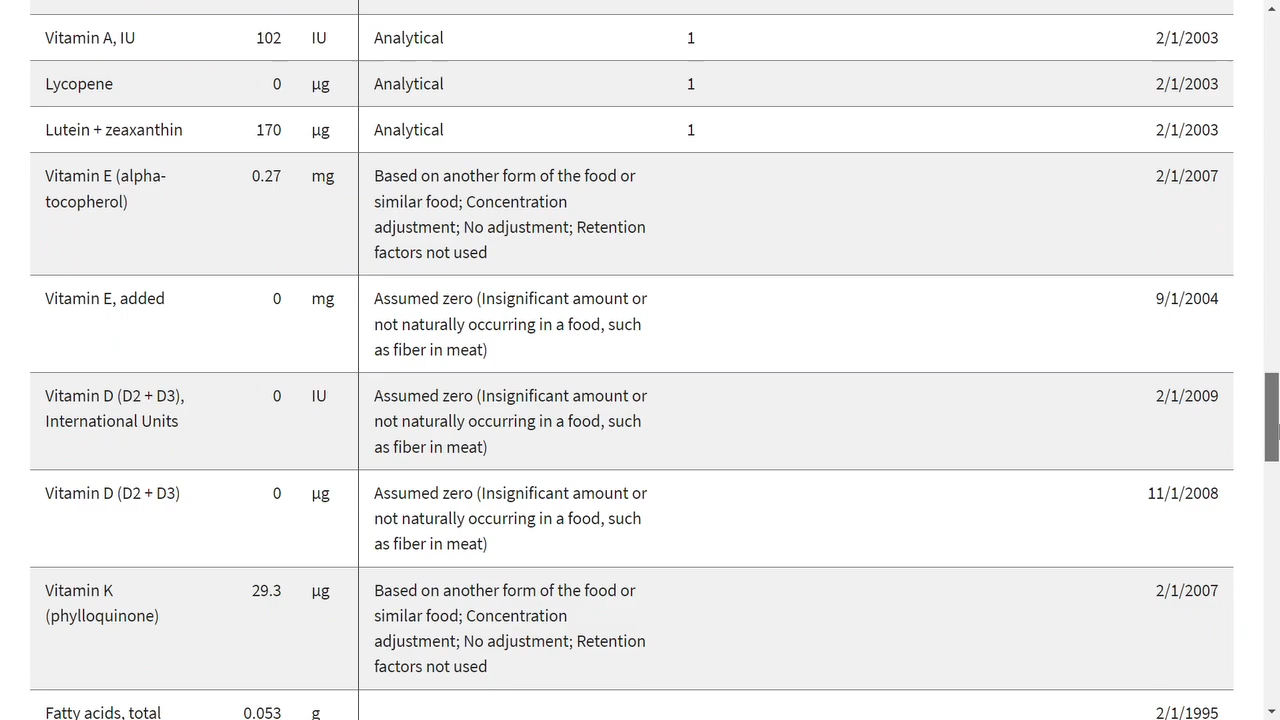 Vitamin A, IU 102 IU Analytical 1 2/1/2003
Lycopene 0 µg Analytical 1 2/1/2003
Lutein + zeaxanthin 170 µg Analytical 1 2/1/2003
Vitamin E (alpha- 0.27 mg Based on another form of the food or 2/1/2007
tocopherol) similar food; Concentration
adjustment; No adjustment; Retention
factors not used
Vitamin E, added 0 mg Assumed zero (Insignificant amount or 9/1/2004
not naturally occurring in a food, such
as fiber in meat)
Vitamin D (D2 + D3), 0 IU Assumed zero (Insignificant amount or 2/1/2009
International Units not naturally occurring in a food, such
as fiber in meat)
Vitamin D (D2 + D3) 0 µg Assumed zero (Insignificant amount or 11/1/2008
not naturally occurring in a food, such
as fiber in meat)
Vitamin K 29.3 µg Based on another form of the food or 2/1/2007
(phylloquinone) similar food; Concentration
adjustment; No adjustment; Retention
factors not used
Fatty acids, total 0.053 g 2/1/1995